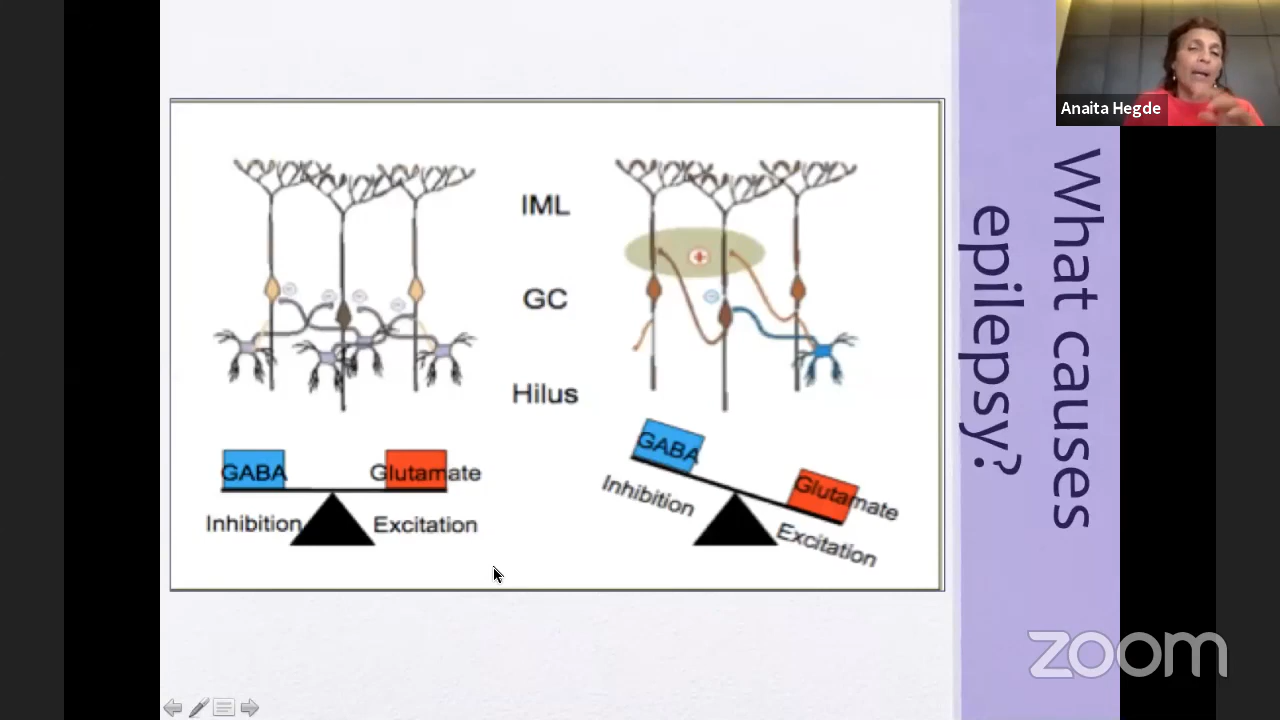 Anaita Hegde
What causes
epilepsy?
IML
GC
Hilus
GABA
Glutamate
Inhibition
Excitation
GABA
Glutamate
Inhibition
Excitation
zoom